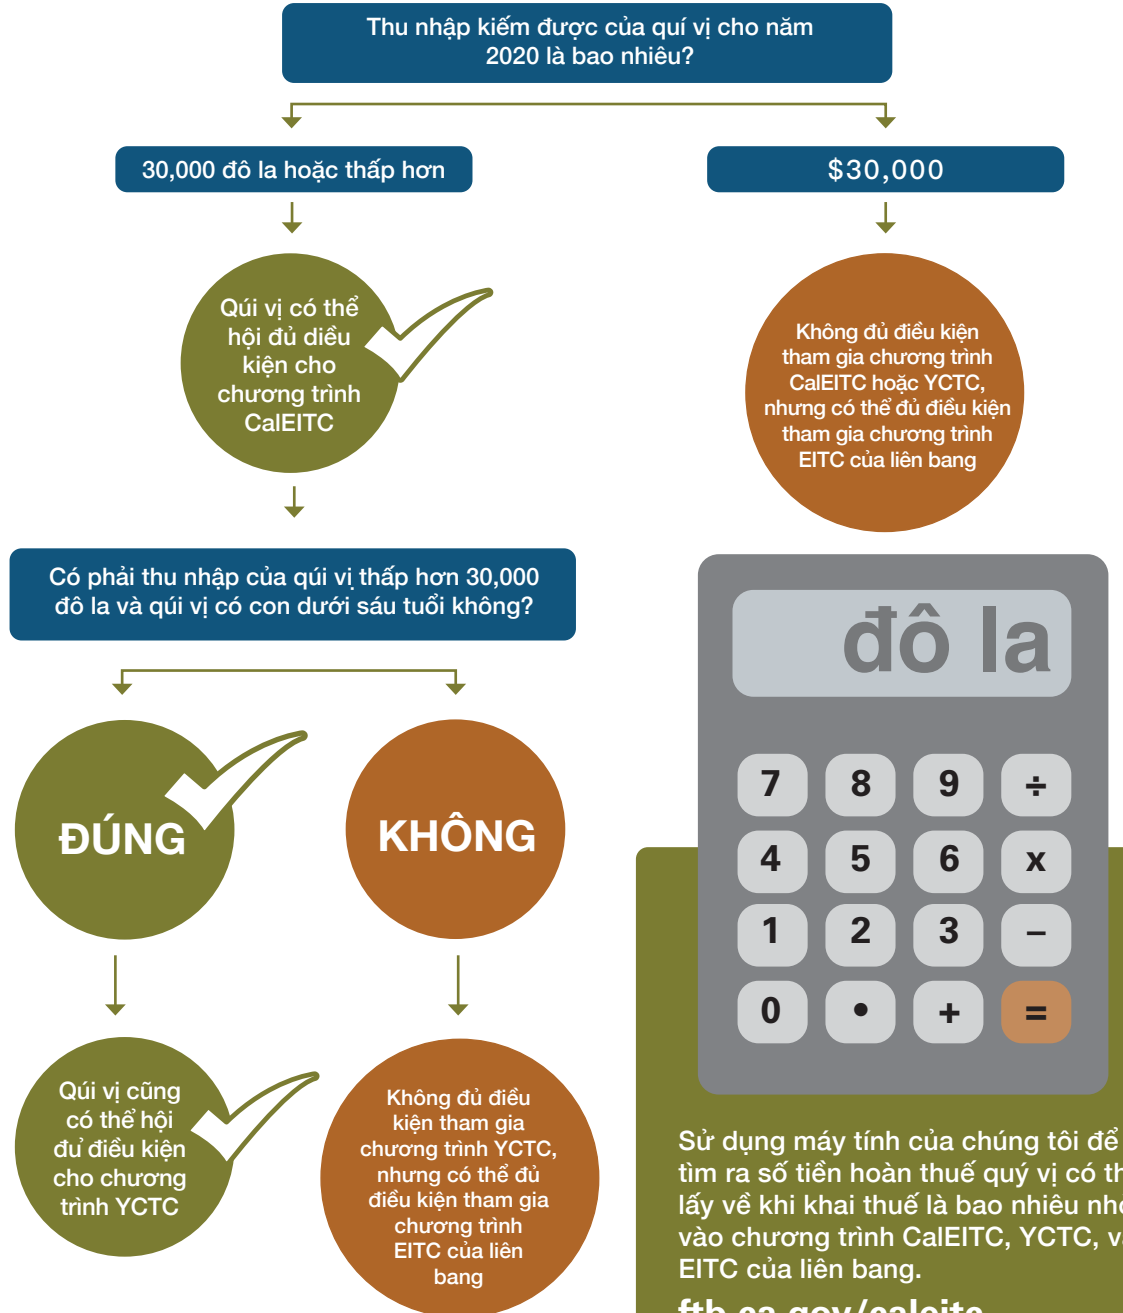 Thu nhập kiếm được của quí vị cho năm
2020 là bao nhiêu?
30,000 đô la hoặc thấp hơn
$30,000
Qúi vị có thể
hội đủ diều
kiện cho
chương trình
CalEITC
Không đủ điều kiện
tham gia chương trình
CalEITC hoặc YCTC,
nhưng có thể đủ điều kiện
tham gia chương trình
EITC của liên bang
Có phải thu nhập của qúi vị thấp hơn 30,000
đô la và qúi vị có con dưới sáu tuổi không?
ĐÚNG
KHÔNG
Qúi vị cũng
có thể hội
đủ điều kiện
cho chương
trình YCTC
Không đủ điều
kiện tham gia
chương trình YCTC,
nhưng có thể đủ
điều kiện tham gia
chương trình
EITC của liên
bang
đô la
7 8 9 ÷
4 5 6 x
1 2 3 –
0 • + =
Sử dụng máy tính của chúng tôi để
tìm ra số tiền hoàn thuế quý vị có
lấy về khi khai thuế là bao nhiêu
vào chương trình CalEITC, YCTC,
EITC của liên bang.
ftb.ca.gov/caleitc